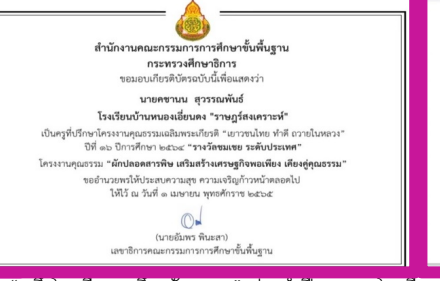 สำนักงานคณะกรรมการการศึกษาขั้นพื้นฐาน
กระทรวงศึกษาธิการ
ขอมอบเกียรติบัตรฉบับนี้เพื่อแสดงว่า
นายคชานน สุวรรณพันธ์
โรงเรียนบ้านหนองเอี่ยนดง "ราษฎร์สงเคราะห์"
เป็นครูที่ปรึกษาโครงงานคุณธรรมเฉลิมพระเกียรติ "เยาวชนไทย ทำดี ถวายในหลวง"
ปีที่ ๑๖ ปีการศึกษา ๒๕๖๔ "รางวัลชมเชย ระดับประเทศ"
โครงงานคุณธรรม "ผักปลอดสารพิษ เสริมสร้างเศรษฐกิจพอเพียง เคียงคู่คุณธรรม"
ขออำนวยพรให้ประสบความสุข ความเจริญก้าวหน้าตลอดไป
ให้ไว้ ณ วันที่ ๑ เมษายน พุทธศักราช ๒๕๖๕
(นายอัมพร พินะสา)
เลขาธิการคณะกรรมการการศึกษาขั้นพื้นฐาน